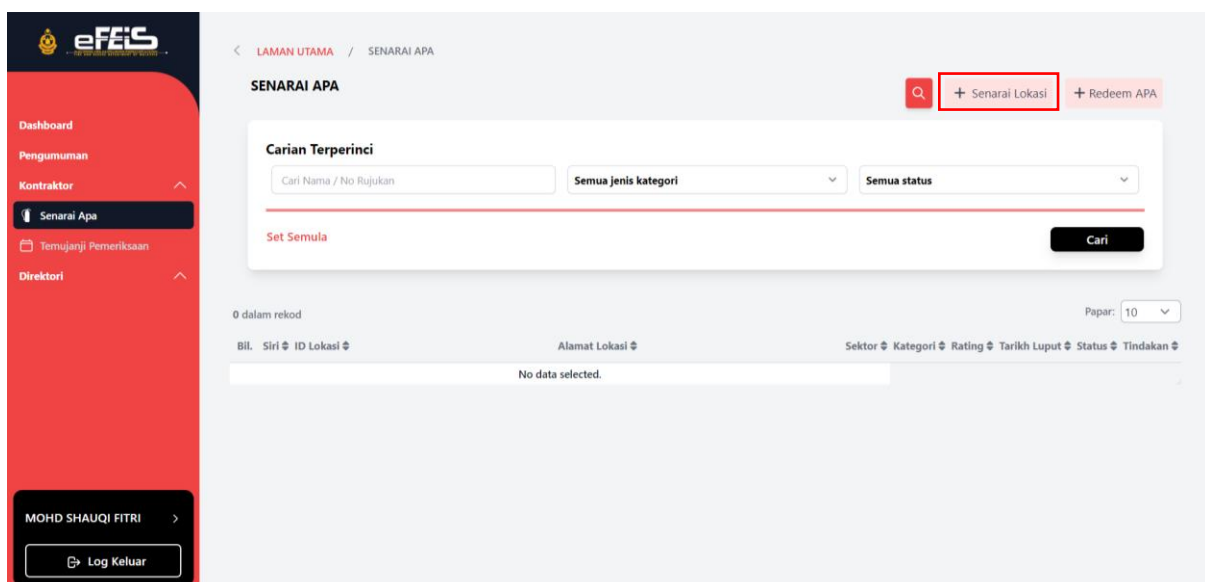 eFEiS
< LAMAN UTAMA / SENARAI APA
SENARAI APA
+ Senarai Lokasi
+ Redeem APA
Dashboard
Pengumuman
Kontraktor
Senarai Apa
Temujanji Pemeriksaan
Direktori
Carian Terperinci
Cari Nama / No Rujukan
Semua jenis kategori
Semua status
Set Semula
Cari
0 dalam rekod
Papar: 10
Bil. Siri ID Lokasi Alamat Lokasi Sektor Kategori Rating Tarikh Luput Status Tindakan
No data selected.
MOHD SHAUQI FITRI >
Log Keluar